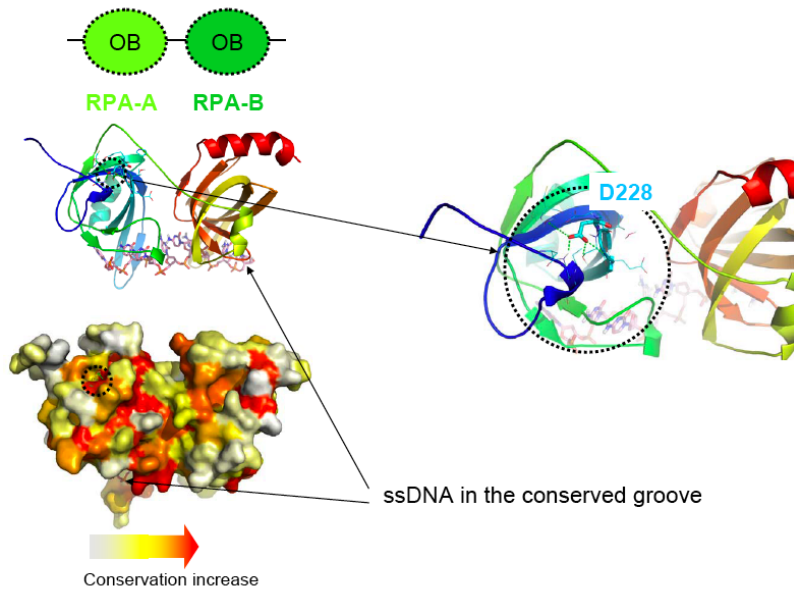 OB OB
RPA-A RPA-B
D228
ssDNA in the conserved groove
Conservation increase